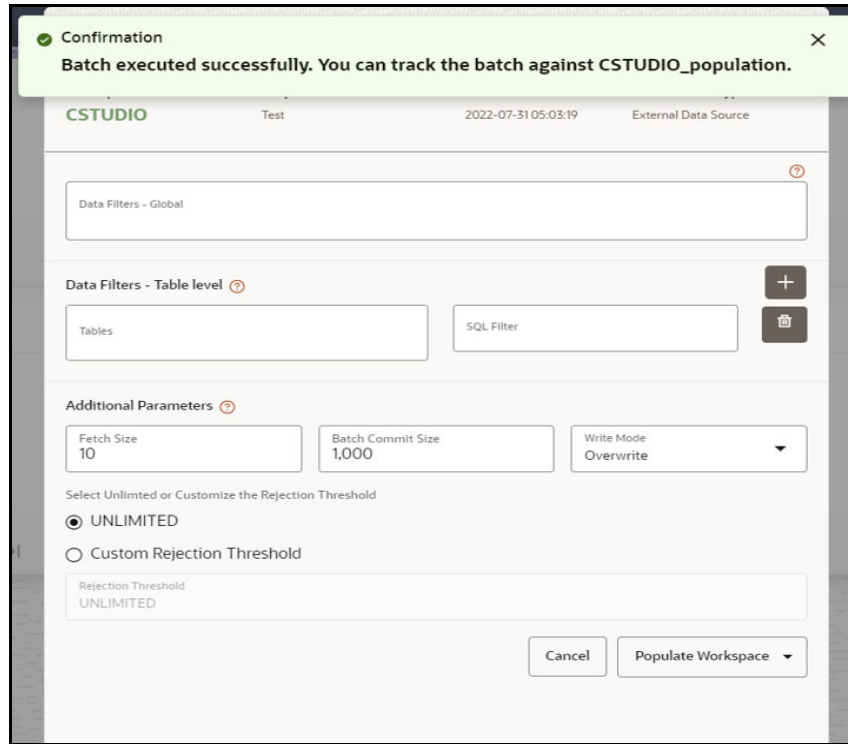 Confirmation
Batch executed successfully. You can track the batch against CSTUDIO_population.
CSTUDIO Test 2022-07-31 05:03:19 External Data Source
Data Filters - Global
Data Filters - Table level
Tables SQL Filter
Additional Parameters
Fetch Size Batch Commit Size Write Mode
10 1,000 Overwrite
Select Unlimted or Customize the Rejection Threshold
UNLIMITED
Custom Rejection Threshold
Rejection Threshold
UNLIMITED
Cancel Populate Workspace